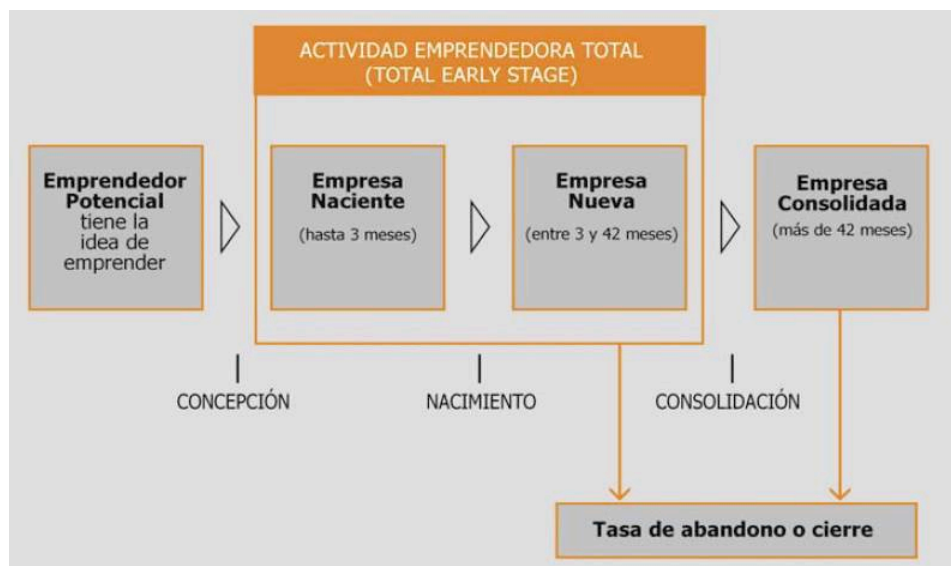 ACTIVIDAD EMPRENDEDORA TOTAL
(TOTAL EARLY STAGE)
Emprendedor
Potencial
tiene la
idea de
emprender
Empresa
Naciente
(hasta 3 meses)
Empresa
Nueva
(entre 3 y 42 meses)
Empresa
Consolidada
(más de 42 meses)
CONCEPCIÓN
NACIMIENTO
CONSOLIDACIÓN
Tasa de abandono o cierre